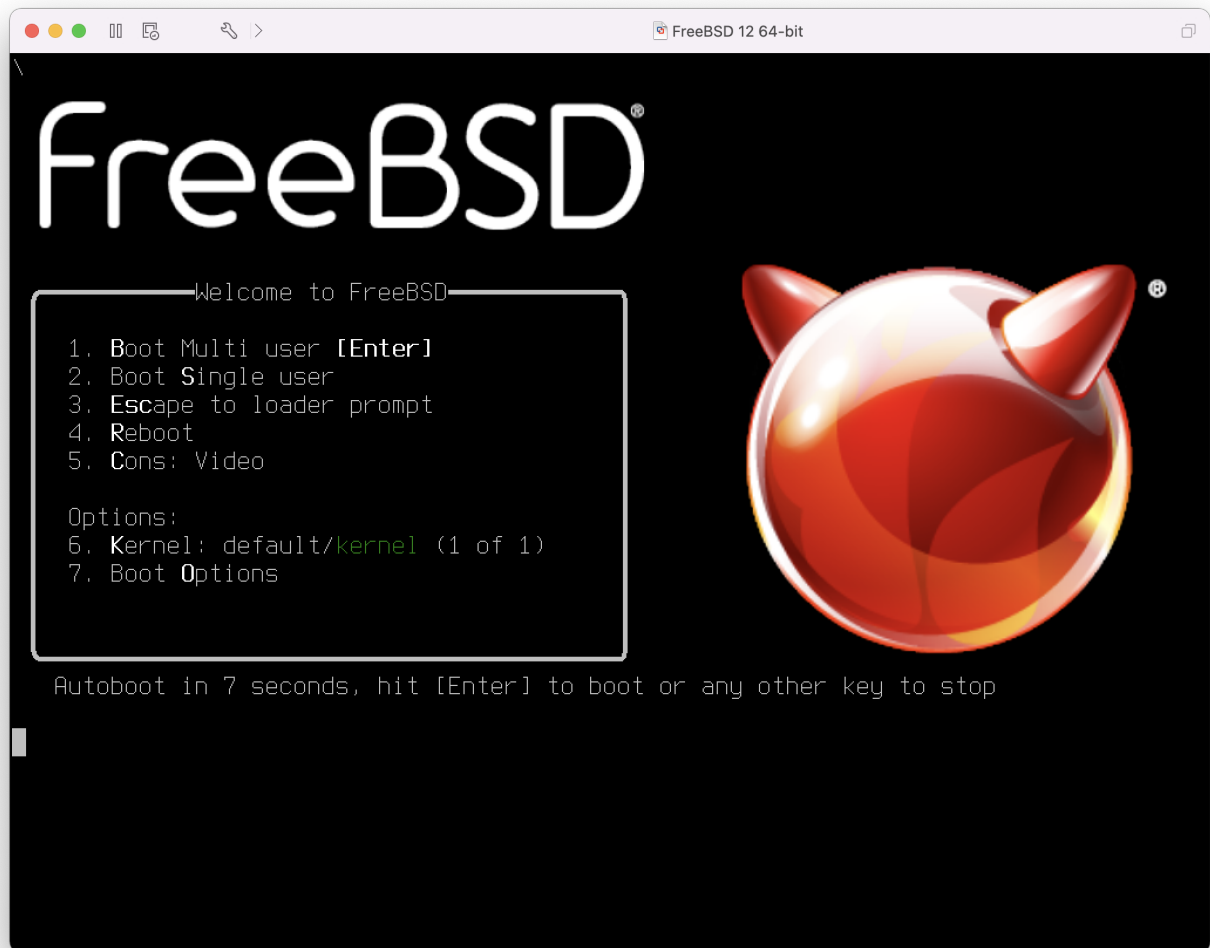 FreeBSD 12 64-bit
\
FreeBSD®
Welcome to FreeBSD
®
1. Boot Multi user [Enter]
2. Boot Single user
3. Escape to loader prompt
4. Reboot
5. Cons: Video
Options:
6. Kernel: default/kernel (1 of 1)
7. Boot Options
Autoboot in 7 seconds, hit [Enter] to boot or any other key to stop